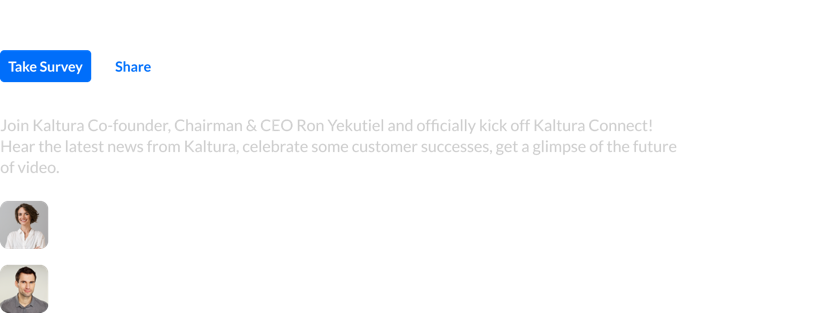 Take Survey Share
Join Kaltura Co-founder, Chairman & CEO Ron Yekutiel and officially kick off Kaltura Connect!
Hear the latest news from Kaltura, celebrate some customer successes, get a glimpse of the future
of video.